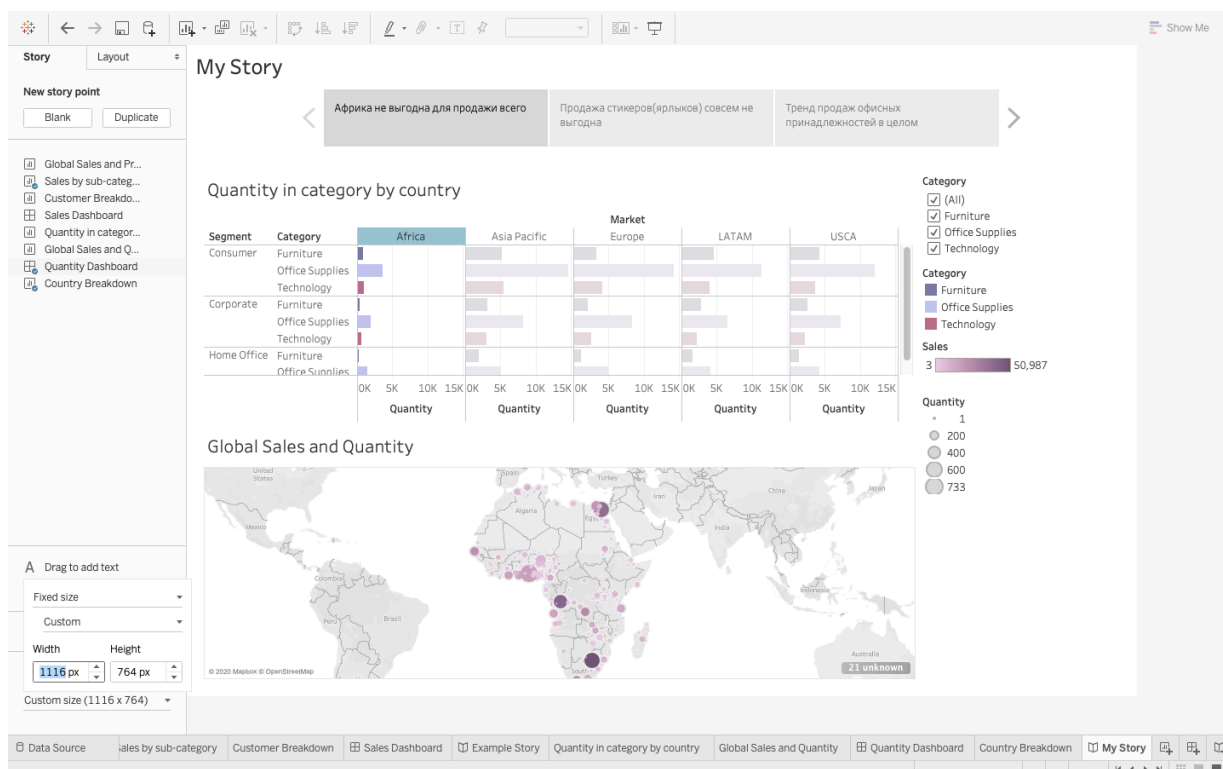 Show Me
Story
Layout
New story point
Blank
Duplicate
Global Sales and Pr...
Sales by sub-categ...
Customer Breakdo...
Sales Dashboard
Quantity in categor...
Global Sales and Q...
Quantity Dashboard
Country Breakdown
A Drag to add text
Fixed size
Custom
Width Height
1116 px 764 px
Custom size (1116 x 764)
My Story
Африка не выгодна для продажи всего
Продажа стикеров(ярлыков) совсем не
выгодна
Тренд продаж офисных
принадлежностей в целом
Quantity in category by country
Market
Segment Category Africa Asia Pacific Europe LATAM USCA
Consumer Furniture
Office Supplies
Technology
Corporate Furniture
Office Supplies
Technology
Home Office Furniture
Office Supplies
0K 5K 10K 15K 0K 5K 10K 15K 0K 5K 10K 15K 0K 5K 10K 15K 0K 5K 10K 15K
Quantity Quantity Quantity Quantity Quantity
Category
(All)
Furniture
Office Supplies
Technology
Category
Furniture
Office Supplies
Technology
Sales
3 50,987
Quantity
1
200
400
600
733
Global Sales and Quantity
United
States
Mexico
Colombia
Peru
Brazil
Spain
Turkey
Algeria
Iran
China
Japan
India
Indonesia
Australia
21 unknown
© 2020 Mapbox © OpenStreetMap
Data Source
Sales by sub-category
Customer Breakdown
Sales Dashboard
Example Story
Quantity in category by country
Global Sales and Quantity
Quantity Dashboard
Country Breakdown
My Story